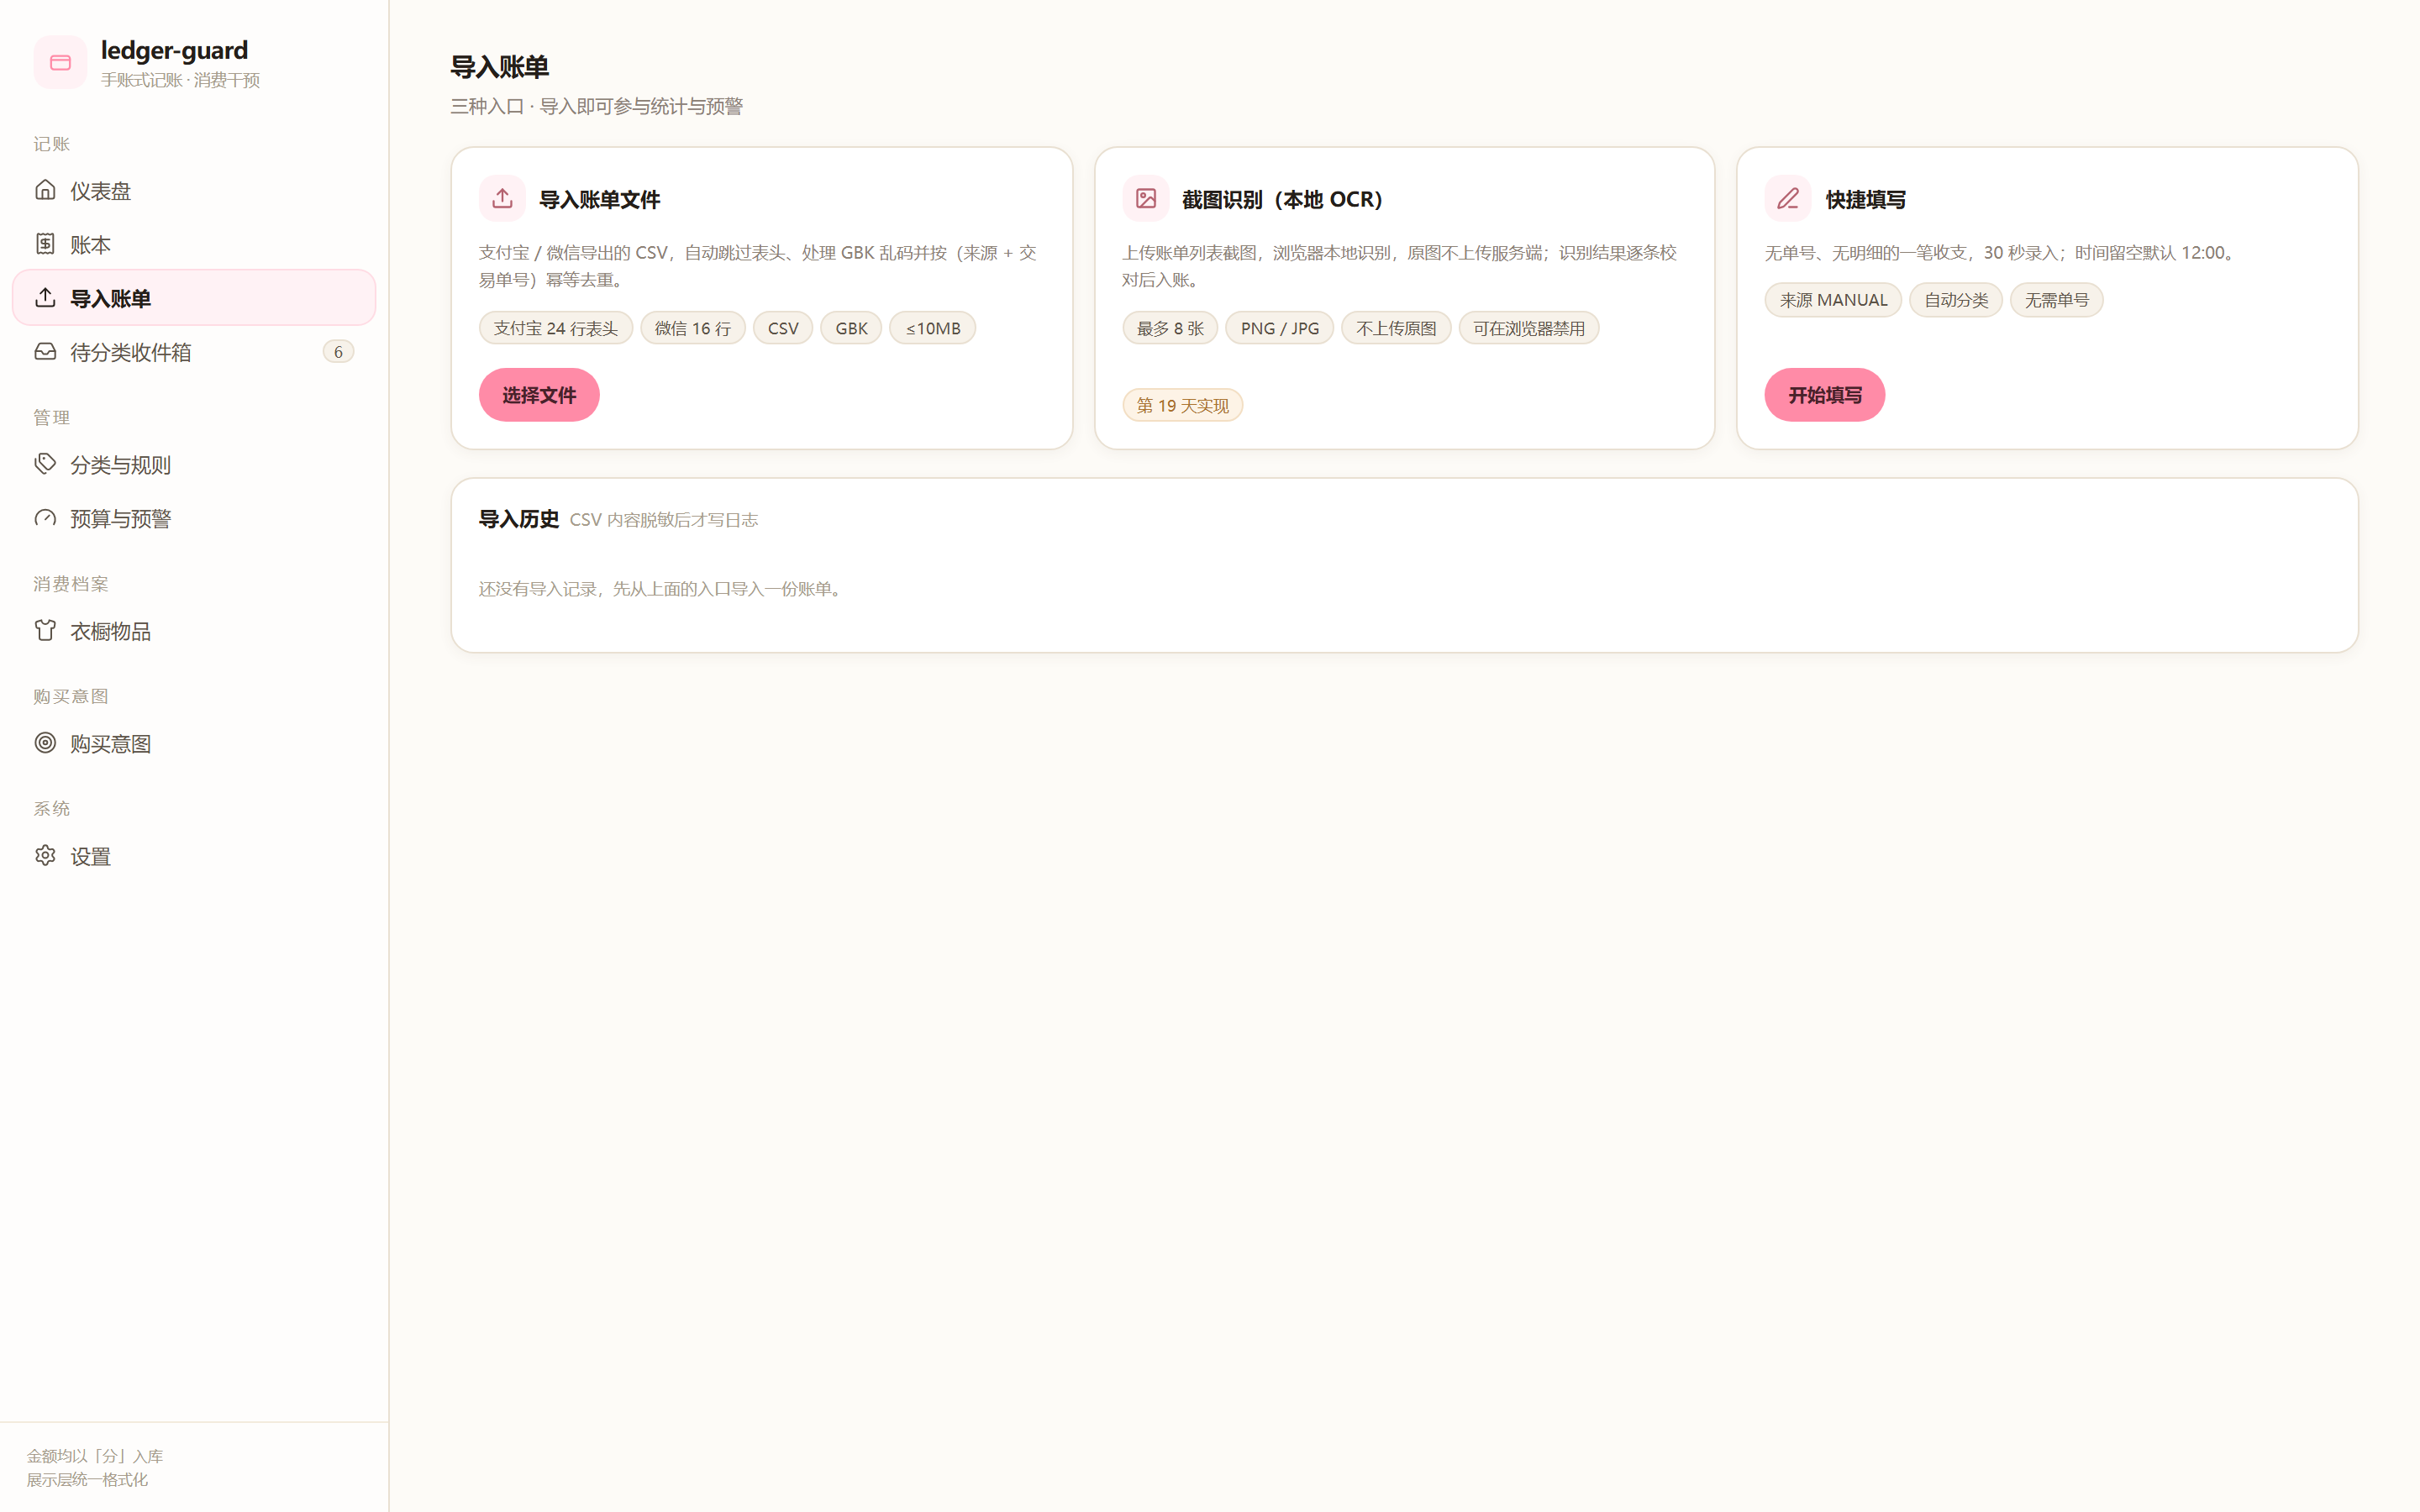 ledger-guard
手账式记账 · 消费干预
记账
仪表盘
账本
导入账单
待分类收件箱 6
管理
分类与规则
预算与预警
消费档案
衣橱物品
购买意图
购买意图
系统
设置
金额均以「分」入库
展示层统一格式化
导入账单
三种入口 · 导入即可参与统计与预警
导入账单文件
支付宝 / 微信导出的 CSV，自动跳过表头、处理 GBK 乱码并按（来源 + 交
易单号）幂等去重。
支付宝 24 行表头 微信 16 行 CSV GBK ≤10MB
选择文件
截图识别（本地 OCR）
上传账单列表截图，浏览器本地识别，原图不上传服务端；识别结果逐条校
对后入账。
最多 8 张 PNG / JPG 不上传原图 可在浏览器禁用
第 19 天实现
快捷填写
无单号、无明细的一笔收支，30 秒录入；时间留空默认 12:00。
来源 MANUAL 自动分类 无需单号
开始填写
导入历史 CSV 内容脱敏后才写日志
还没有导入记录，先从上面的入口导入一份账单。